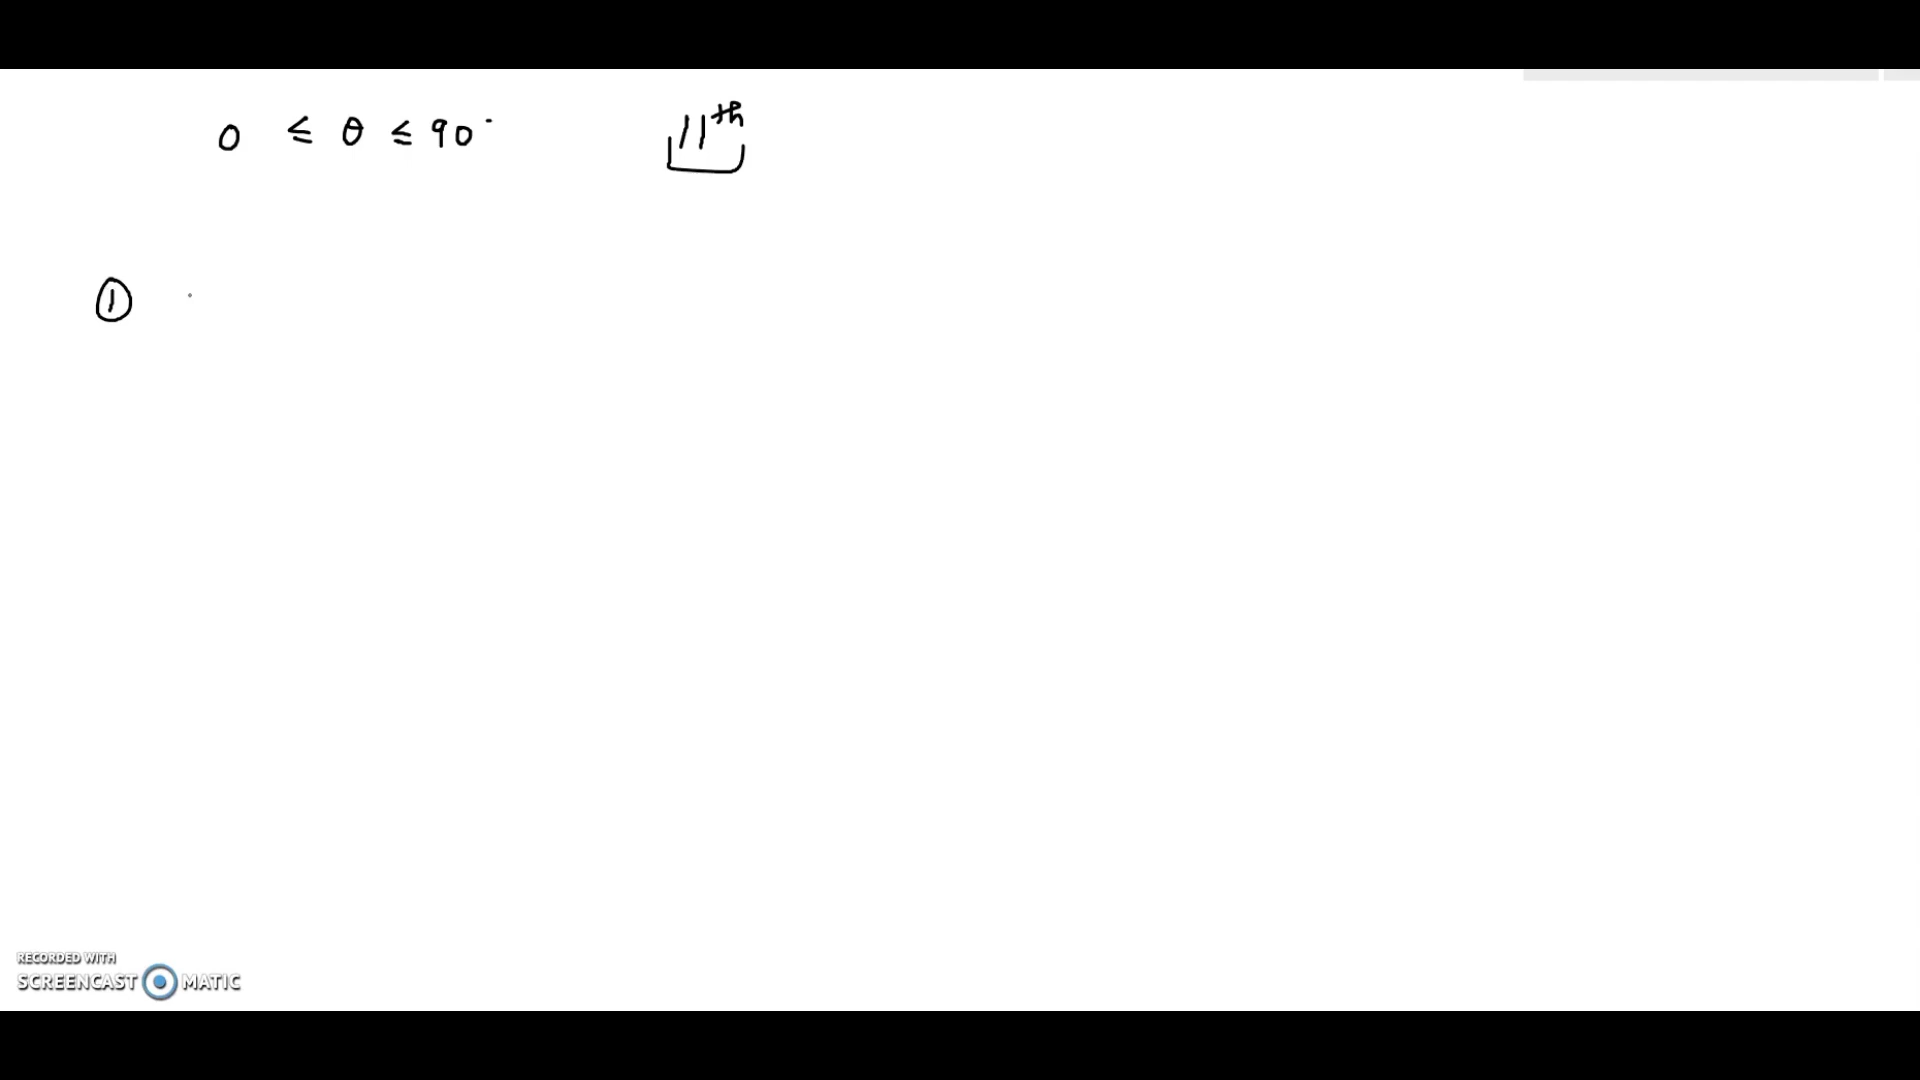 0 ≤ θ ≤ 90° 11th
①
RECORDED WITH
SCREENCAST MATIC